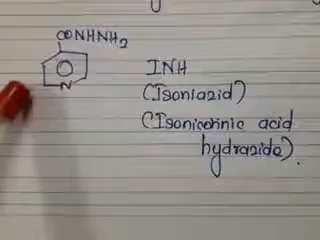 CONHNH2
N
INH
(Isoniazid)
(Isonicotinic acid
hydrazide).